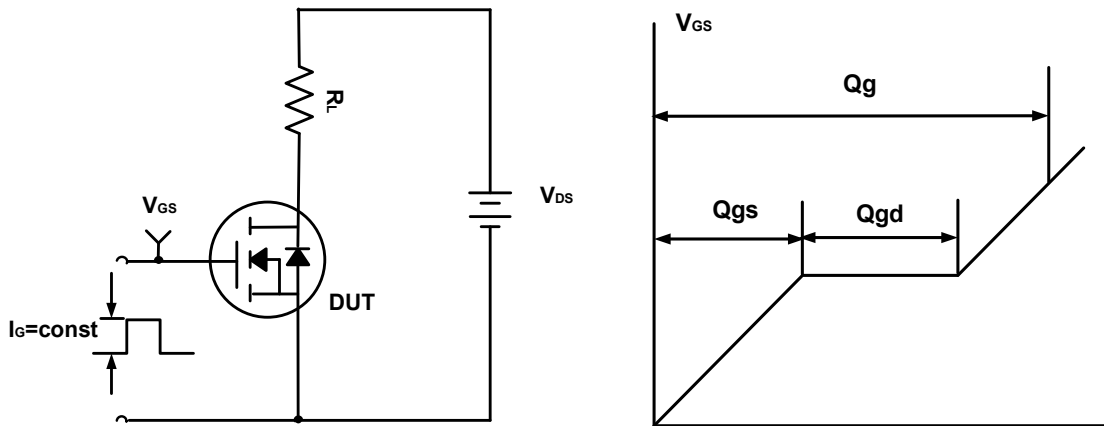 RL
VGS
VDS
DUT
IG=const
VGS
Qg
Qgs
Qgd